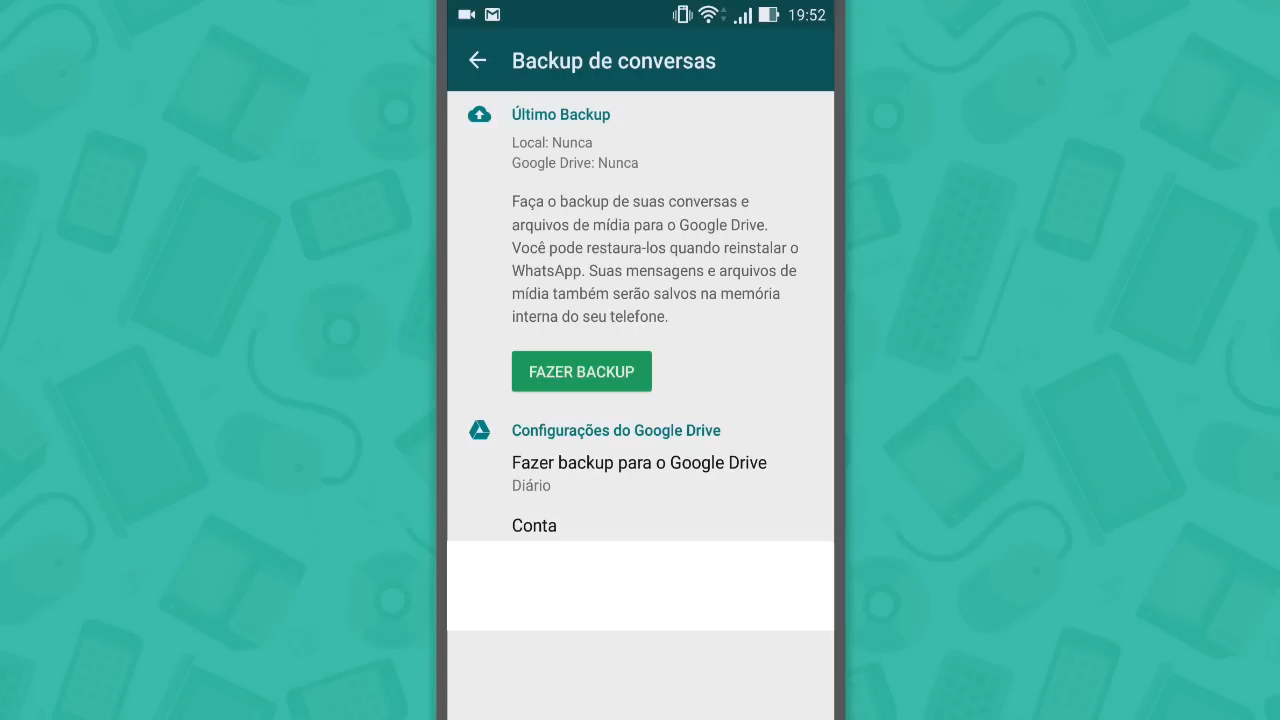 19:52
Backup de conversas
Último Backup
Local: Nunca
Google Drive: Nunca
Faça o backup de suas conversas e
arquivos de mídia para o Google Drive.
Você pode restaura-los quando reinstalar o
WhatsApp. Suas mensagens e arquivos de
mídia também serão salvos na memória
interna do seu telefone.
FAZER BACKUP
Configurações do Google Drive
Fazer backup para o Google Drive
Diário
Conta